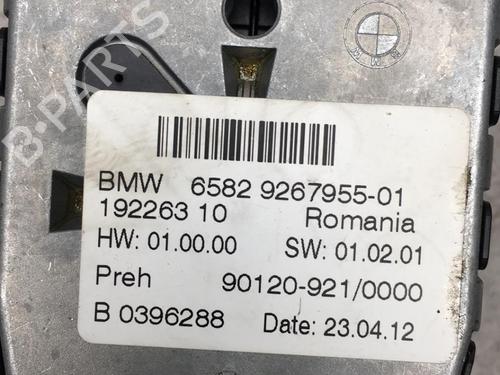 B-PARTS
BMW 6582 9267955-01
192263 10 Romania
HW: 01.00.00 SW: 01.02.01
Preh 90120-921/0000
B 0396288 Date: 23.04.12